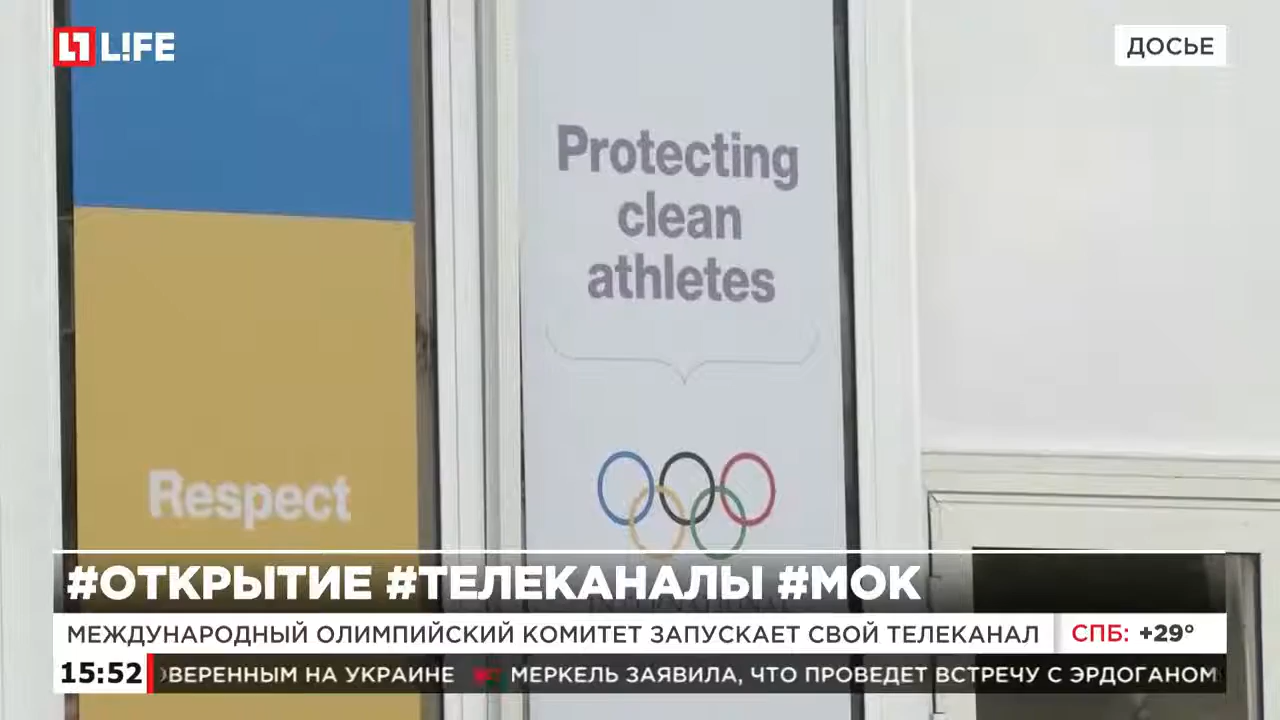 L!FE
ДОСЬЕ
Protecting
clean
athletes
Respect
#ОТКРЫТИЕ #ТЕЛЕКАНАЛЫ #МОК
МЕЖДУНАРОДНЫЙ ОЛИМПИЙСКИЙ КОМИТЕТ ЗАПУСКАЕТ СВОЙ ТЕЛЕКАНАЛ
СПБ: +29°
15:52
НА УКРАИНЕ МЕРКЕЛЬ ЗАЯВИЛА, ЧТО ПРОВЕДЕТ ВСТРЕЧУ С ЭРДОГАНОМ